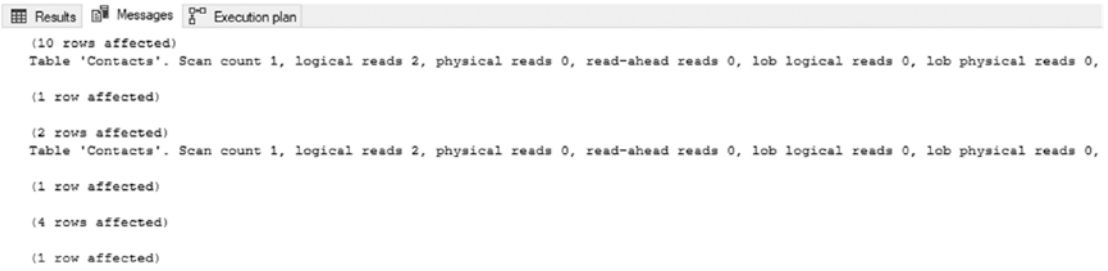 Results Messages Execution plan
(10 rows affected)
Table 'Contacts'. Scan count 1, logical reads 2, physical reads 0, read-ahead reads 0, lob logical reads 0, lob physical reads 0,
(1 row affected)
(2 rows affected)
Table 'Contacts'. Scan count 1, logical reads 2, physical reads 0, read-ahead reads 0, lob logical reads 0, lob physical reads 0,
(1 row affected)
(4 rows affected)
(1 row affected)